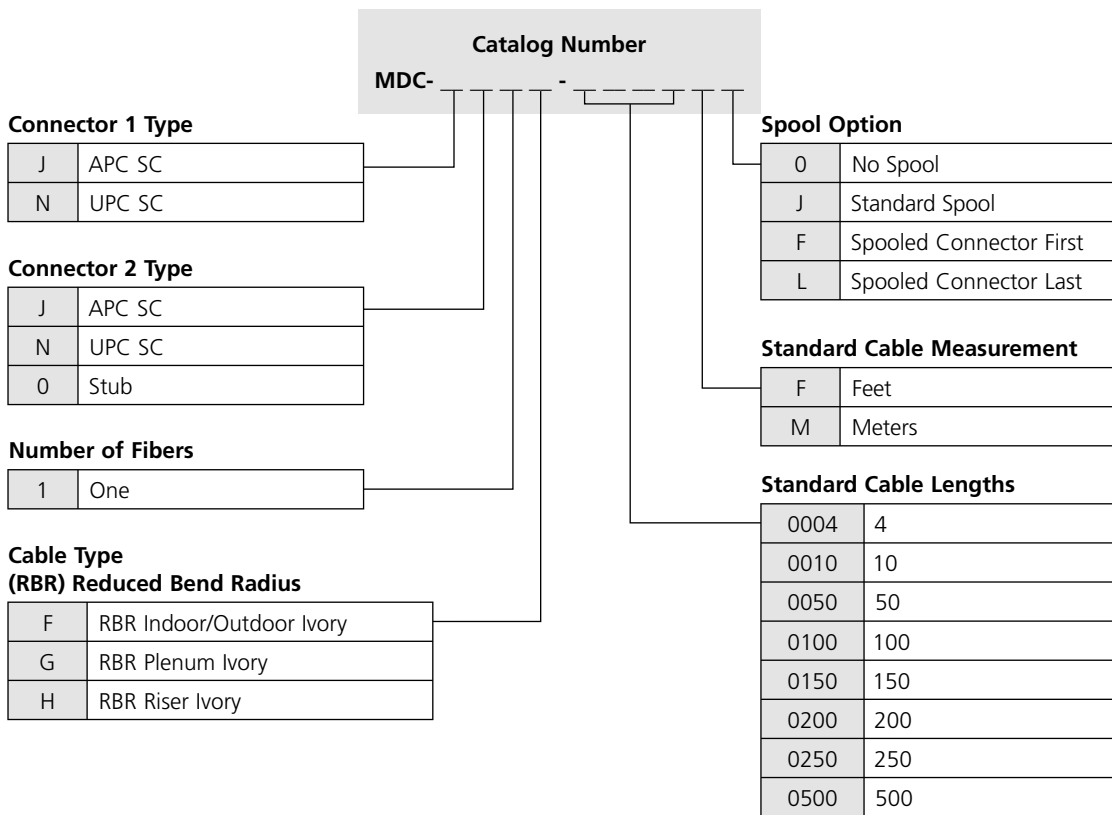 Catalog Number
MDC- _ _ _ _ - _ _ _ _ _ _
Connector 1 Type
J APC SC
N UPC SC
Connector 2 Type
J APC SC
N UPC SC
0 Stub
Number of Fibers
1 One
Cable Type
(RBR) Reduced Bend Radius
F RBR Indoor/Outdoor Ivory
G RBR Plenum Ivory
H RBR Riser Ivory
Spool Option
0 No Spool
J Standard Spool
F Spooled Connector First
L Spooled Connector Last
Standard Cable Measurement
F Feet
M Meters
Standard Cable Lengths
0004 4
0010 10
0050 50
0100 100
0150 150
0200 200
0250 250
0500 500